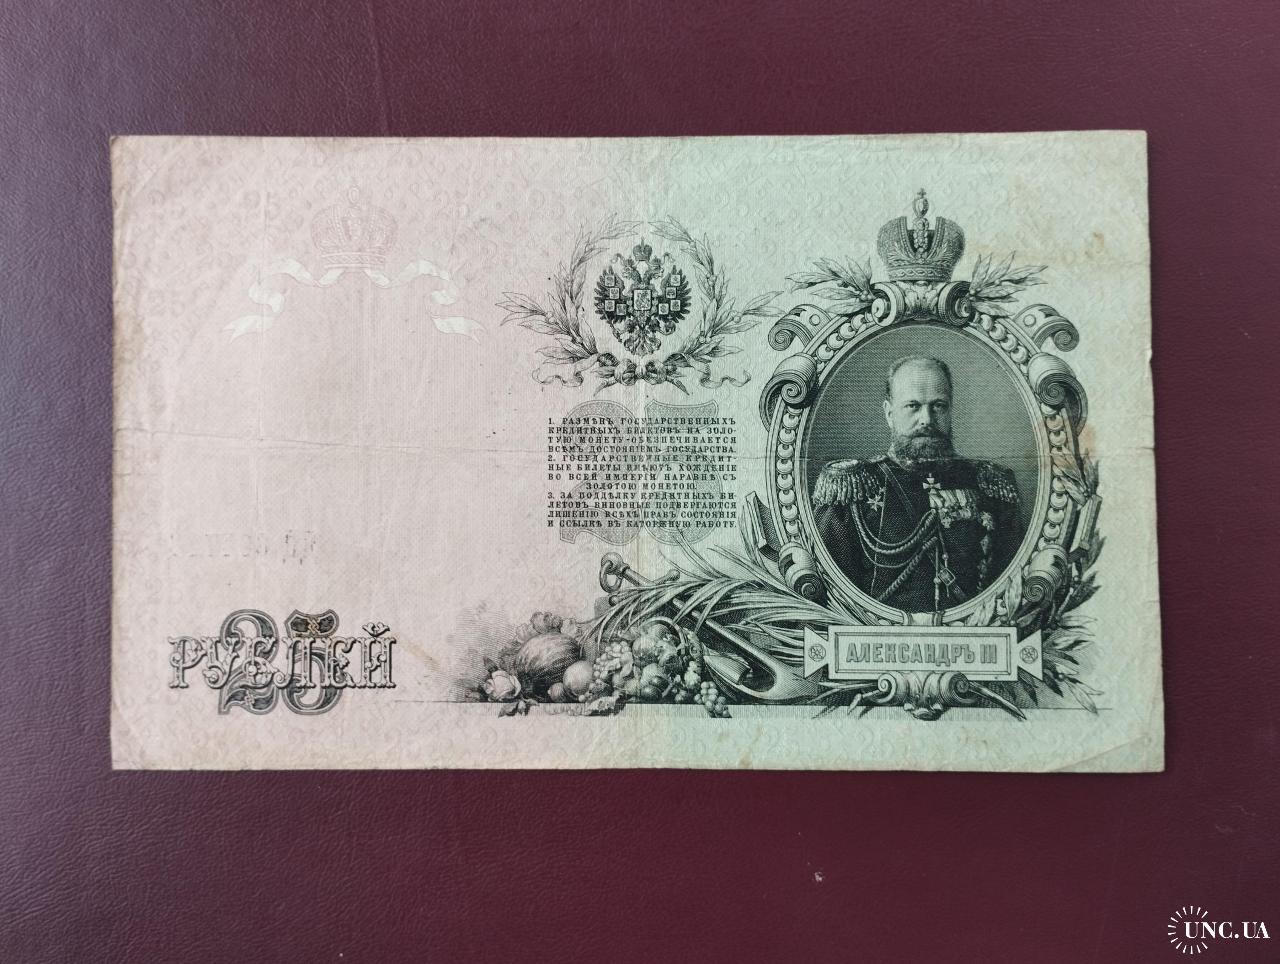 1. РАЗМѢНЪ ГОСУДАРСТВЕННЫХЪ
КРЕДИТНЫХЪ БИЛЕТОВЪ НА ЗОЛО-
ТУЮ МОНЕТУ ОБЕЗПЕЧИВАЕТСЯ
ВСѢМЪ ДОСТОЯНІЕМЪ ГОСУДАРСТВА.
2. ГОСУДАРСТВЕННЫЕ КРЕДИТ-
НЫЕ БИЛЕТЫ ИМѢЮТЪ ХОЖДЕНІЕ
ВО ВСЕЙ ИМПЕРІИ НАРАВНѢ СЪ
ЗОЛОТОЮ МОНЕТОЮ.
3. ЗА ПОДДѢЛКУ КРЕДИТНЫХЪ БИ-
ЛЕТОВЪ ВИНОВНЫЕ ПОДВЕРГАЮТСЯ
ЛИШЕНІЮ ВСѢХЪ ПРАВЪ СОСТОЯНІЯ
И ССЫЛКѢ ВЪ КАТОРЖНУЮ РАБОТУ.
25
25
РУБЛЕЙ
АЛЕКСАНДРЪ III
UNC.UA